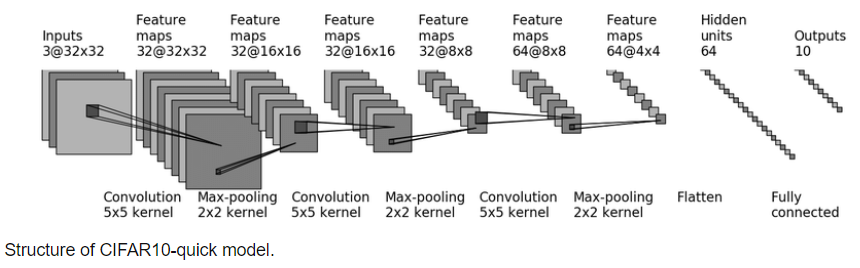 Inputs
3@32x32
Feature
maps
32@32x32
Feature
maps
32@16x16
Feature
maps
32@16x16
Feature
maps
32@8x8
Feature
maps
64@8x8
Feature
maps
64@4x4
Hidden
units
64
Outputs
10
Convolution
5x5 kernel
Max-pooling
2x2 kernel
Convolution
5x5 kernel
Max-pooling
2x2 kernel
Convolution
5x5 kernel
Max-pooling
2x2 kernel
Flatten
Fully
connected
Structure of CIFAR10-quick model.